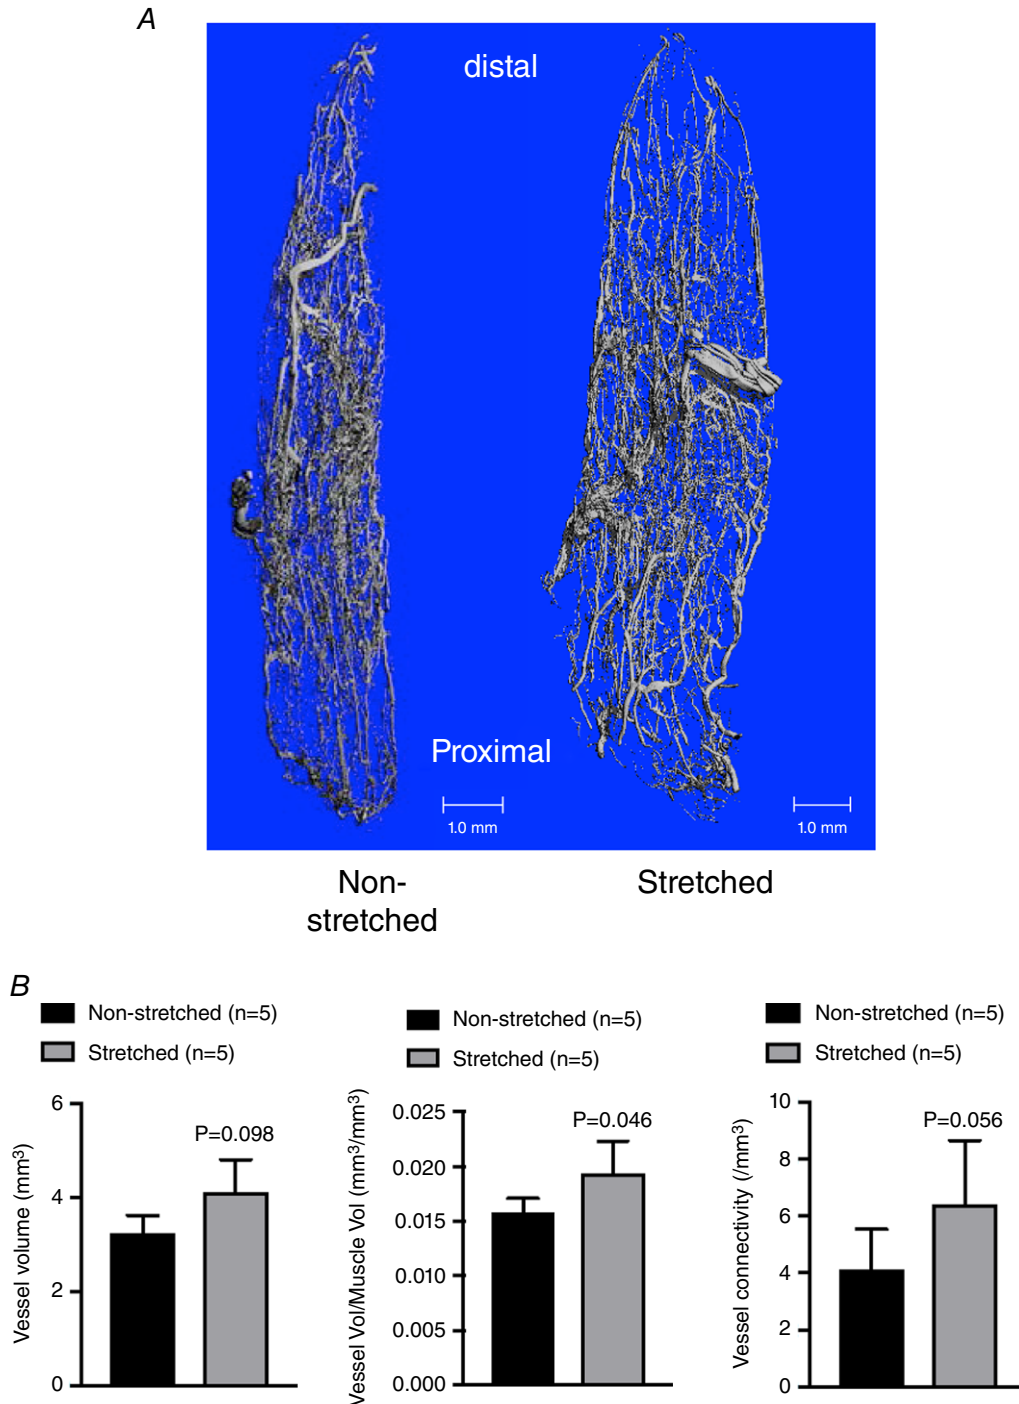 A
distal
Proximal
1.0 mm
1.0 mm
Non-
stretched
Stretched
B
Non-stretched (n=5)
Stretched (n=5)
Vessel volume (mm³)
6
4
2
0
P=0.098
Non-stretched (n=5)
Stretched (n=5)
Vessel Vol/Muscle Vol (mm³/mm³)
0.025
0.020
0.015
0.010
0.005
0.000
P=0.046
Non-stretched (n=5)
Stretched (n=5)
Vessel connectivity (/mm³)
10
8
6
4
2
0
P=0.056